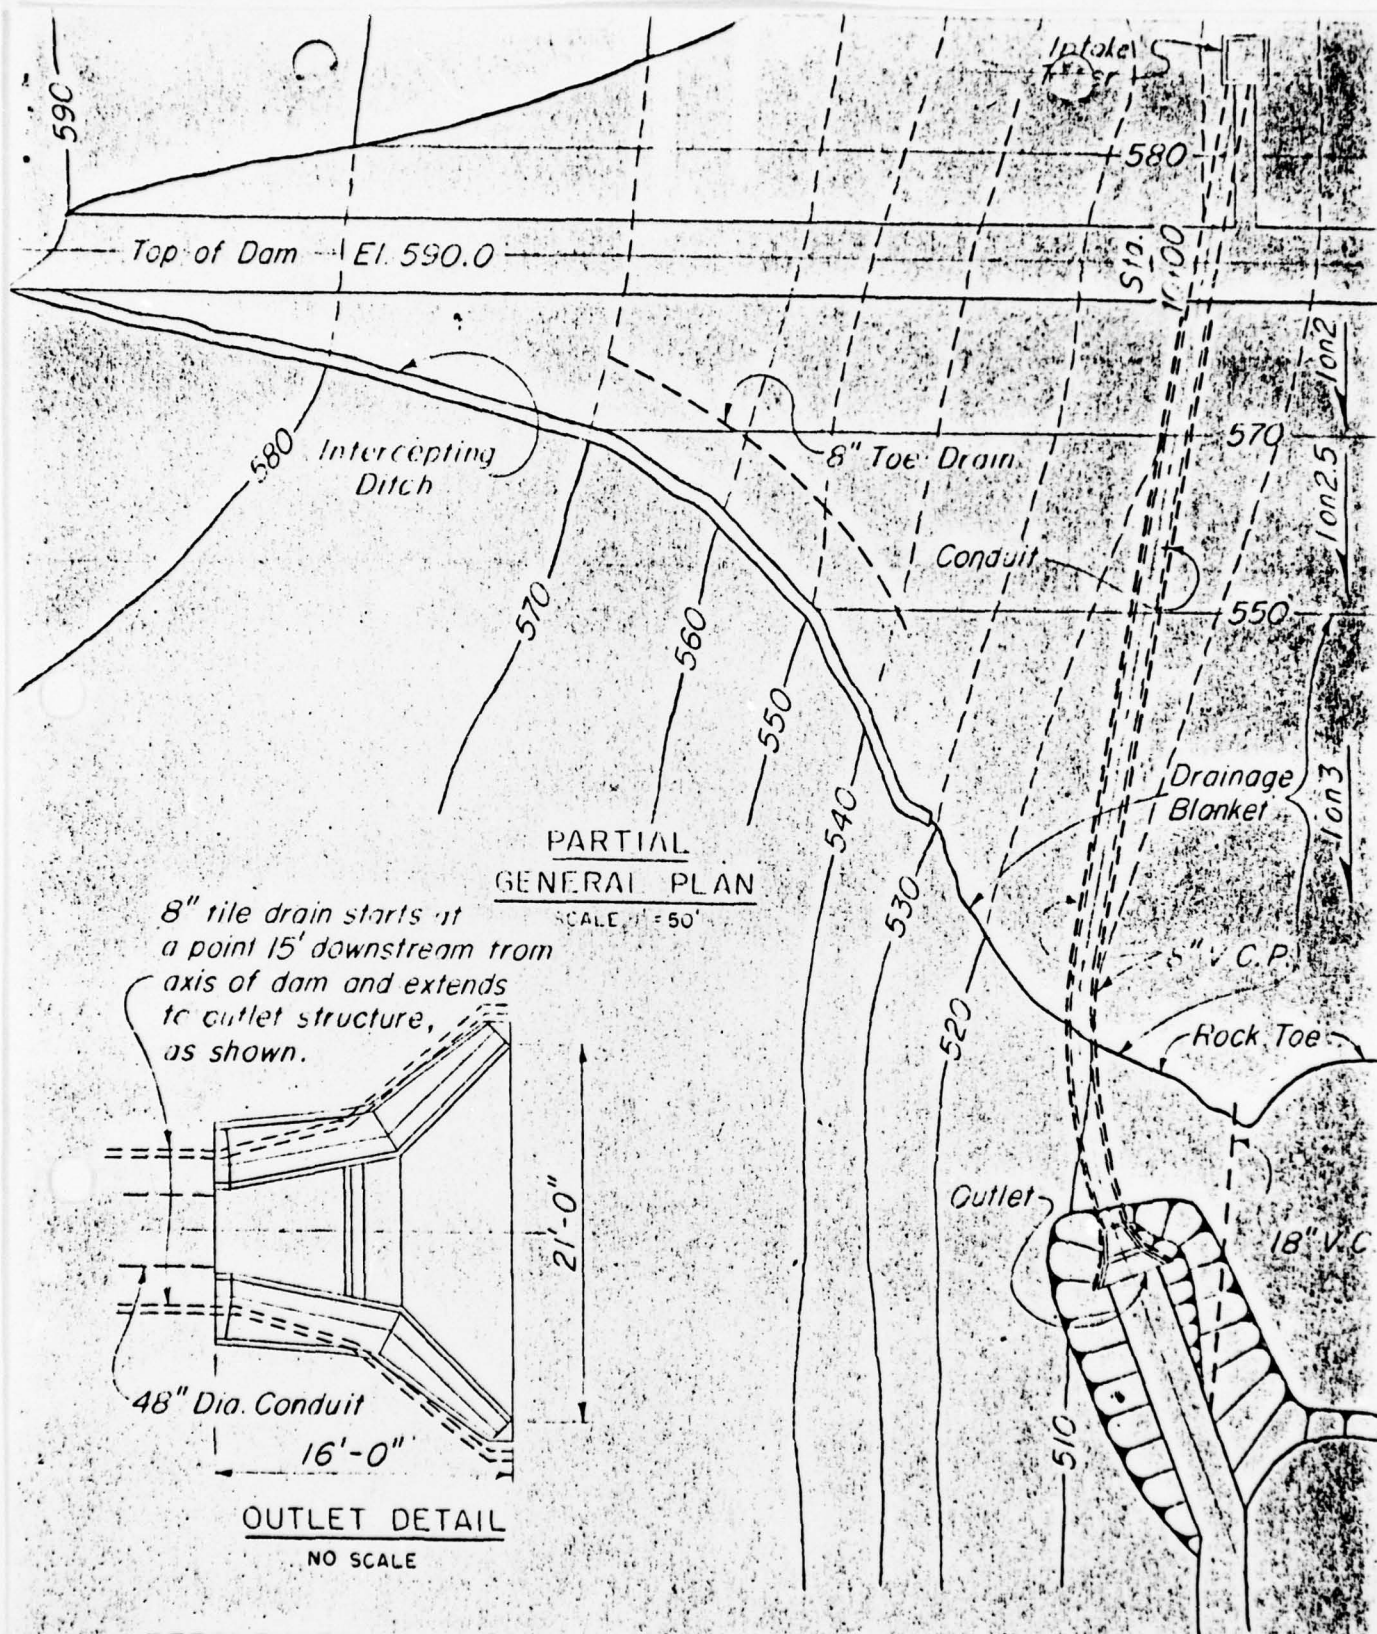 590
Intake
580
Top of Dam El. 590.0
Sta.
1 on 2
580
Intercepting
Ditch
8" Toe Drain
570
1 on 2.5
Conduit
570
560
550
550
Drainage
Blanket
1 on 3
540
530
520
PARTIAL
GENERAL PLAN
SCALE 1" = 50'
8" tile drain starts at
a point 15' downstream from
axis of dam and extends
to outlet structure,
as shown.
V.C.P.
Rock Toe
Outlet
18" V.C
21'-0"
48" Dia. Conduit
16'-0"
510
OUTLET DETAIL
NO SCALE